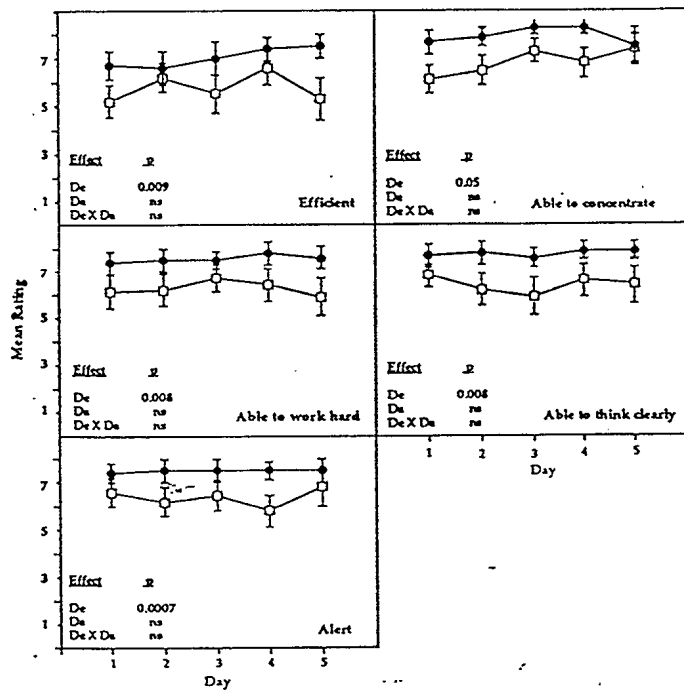 Mean Rating
7
5
3
1
Effect p
De 0.009
Da ns
De X Da ns
Efficient
Effect p
De 0.05
Da ns
De X Da ns
Able to concentrate
7
5
3
1
Effect p
De 0.008
Da ns
De X Da ns
Able to work hard
Effect p
De 0.008
Da ns
De X Da ns
Able to think clearly
1 2 3 4 5
Day
7
5
3
1
Effect p
De 0.0007
Da ns
De X Da ns
Alert
1 2 3 4 5
Day